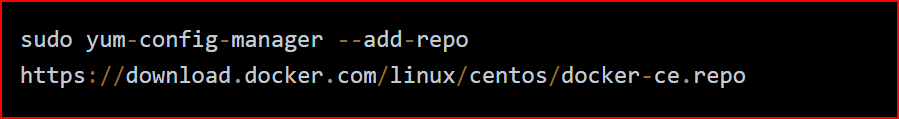 sudo yum-config-manager --add-repo
https://download.docker.com/linux/centos/docker-ce.repo